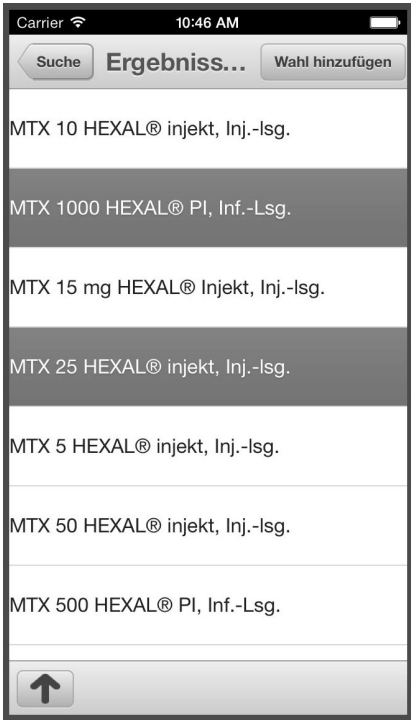 Carrier 10:46 AM
Suche Ergebniss... Wahl hinzufügen
MTX 10 HEXAL® injekt, Inj.-lsg.
MTX 1000 HEXAL® PI, Inf.-Lsg.
MTX 15 mg HEXAL® Injekt, Inj.-lsg.
MTX 25 HEXAL® injekt, Inj.-lsg.
MTX 5 HEXAL® injekt, Inj.-lsg.
MTX 50 HEXAL® injekt, Inj.-lsg.
MTX 500 HEXAL® PI, Inf.-Lsg.